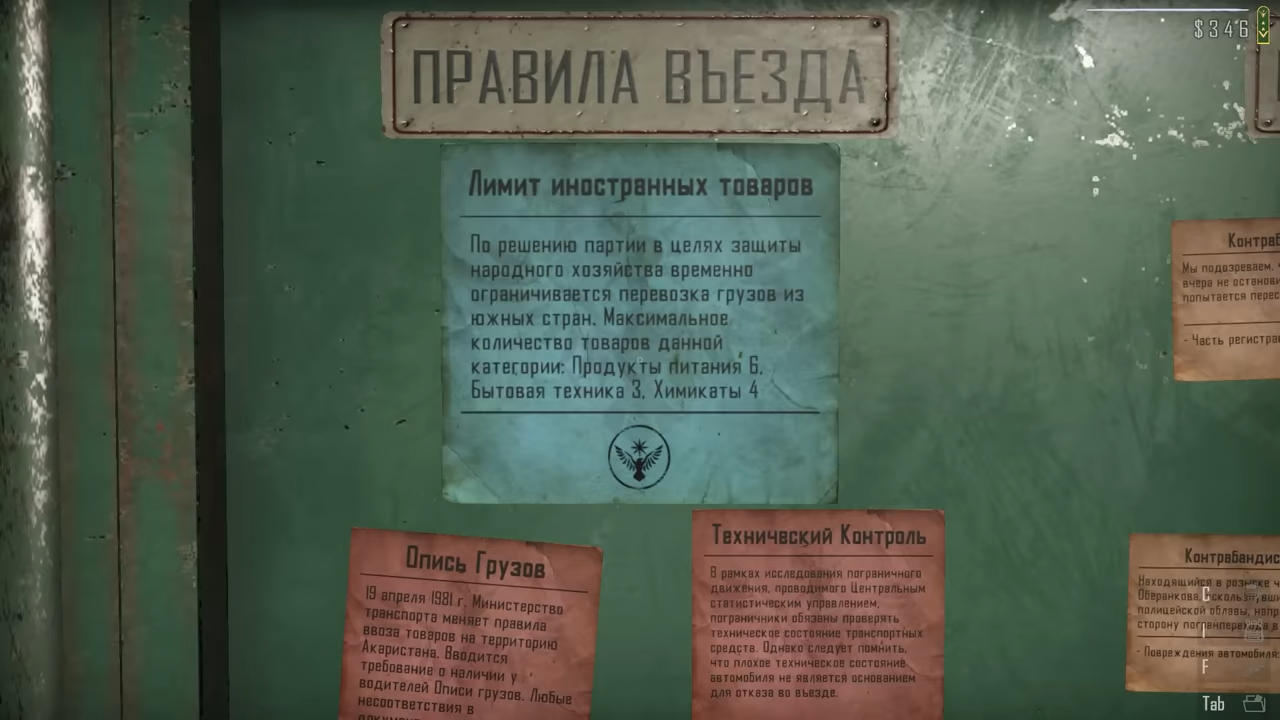 $346
ПРАВИЛА ВЪЕЗДА
Лимит иностранных товаров
По решению партии в целях защиты
народного хозяйства временно
ограничивается перевозка грузов из
южных стран. Максимальное
количество товаров данной
категории: Продукты питания 6,
Бытовая техника 3, Химикаты 4
Опись Грузов
19 апреля 1981 г. Министерство
транспорта меняет правила
ввоза товаров на территорию
Акаристана. Вводится
требование о наличии у
водителей Описи грузов. Любые
несоответствия в
Технический Контроль
В рамках исследования пограничного
движения, проводимого Центральным
статистическим управлением,
пограничники обязаны проверять
техническое состояние транспортных
средств. Однако следует помнить,
что плохое техническое состояние
автомобиля не является основанием
для отказа во въезде.
Контраб
Мы подозреваем,
вчера не останови
попытается перес
- Часть регистра
Контрабандис
Находящийся в розыске
Оберанкова
полицейской облавы, напр
сторону
- Повреждения автомобиля:
F
Tab